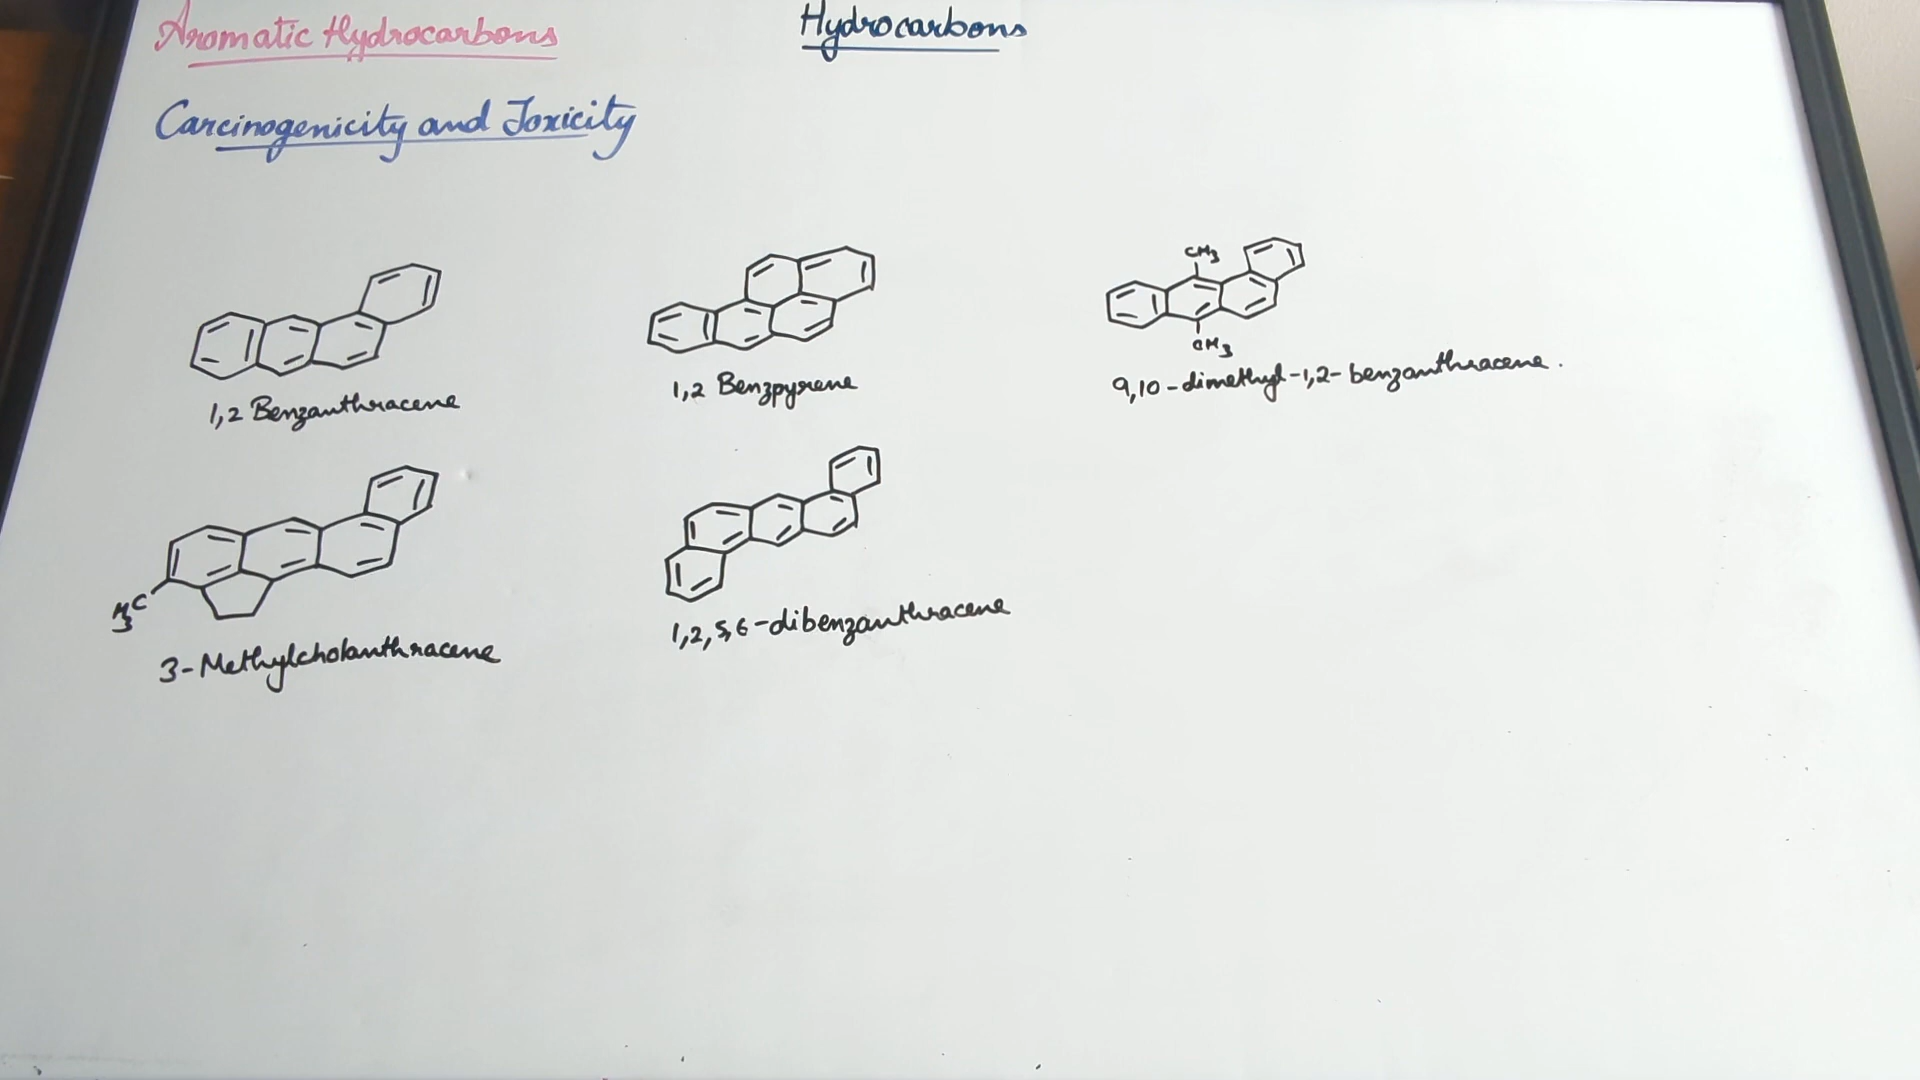 Aromatic Hydrocarbons
Hydrocarbons
Carcinogenicity and Toxicity
1,2 Benzanthracene
1,2 Benzpyrene
CH3
CH3
9,10-dimethyl-1,2-benzanthracene.
H3C
3-Methylcholanthracene
1,2,5,6-dibenzanthracene